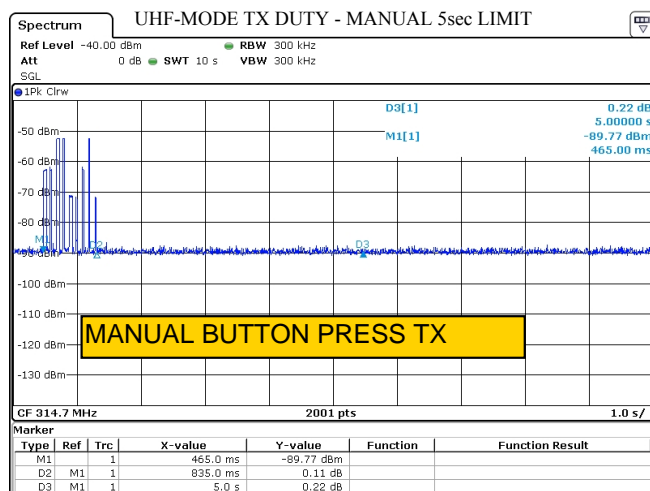 Spectrum UHF-MODE TX DUTY - MANUAL 5sec LIMIT
Ref Level -40.00 dBm RBW 300 kHz
Att 0 dB SWT 10 s VBW 300 kHz
SGL
1Pk Clrw
D3[1] 0.22 dB
5.00000 s
-50 dBm M1[1] -89.77 dBm
465.00 ms
-60 dBm
-70 dBm
-80 dBm
M1 D2 D3
-90 dBm
-100 dBm
-110 dBm
MANUAL BUTTON PRESS TX
-120 dBm
-130 dBm
CF 314.7 MHz 2001 pts 1.0 s/
Marker
Type Ref Trc X-value Y-value Function Function Result
M1 1 465.0 ms -89.77 dBm
D2 M1 1 835.0 ms 0.11 dB
D3 M1 1 5.0 s 0.22 dB